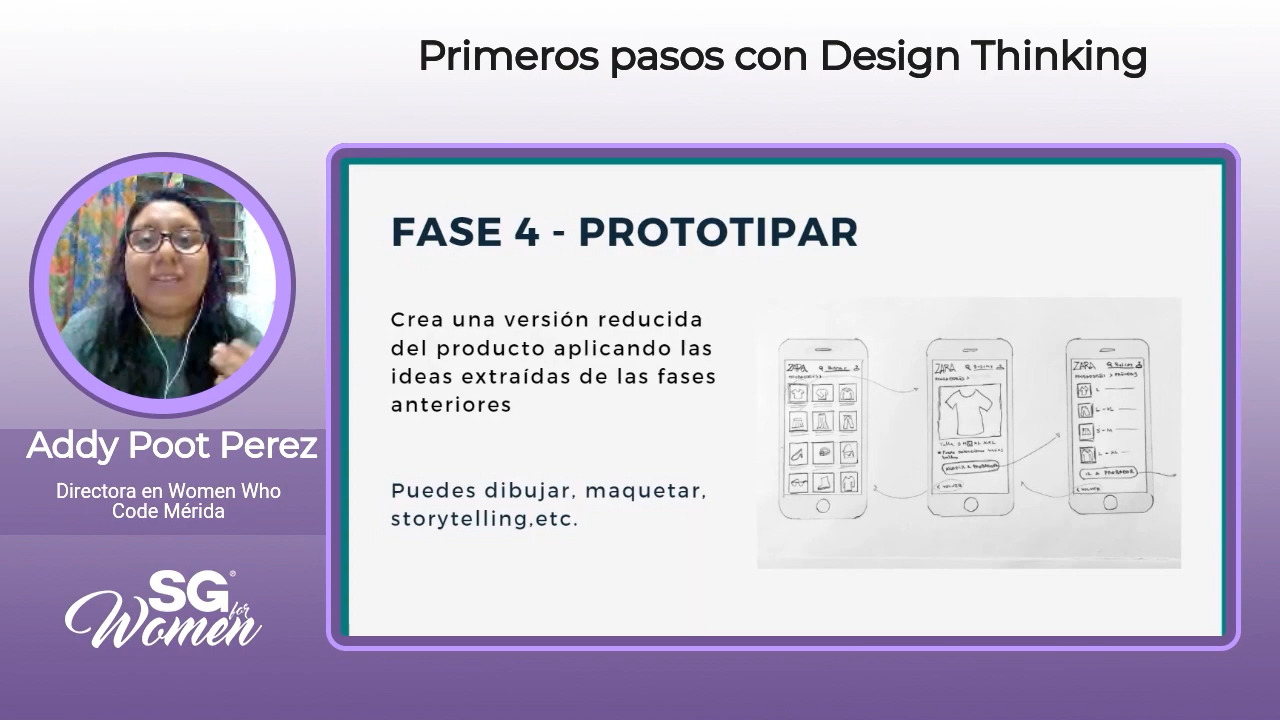 Primeros pasos con Design Thinking
FASE 4 - PROTOTIPAR
Crea una versión reducida
del producto aplicando las
ideas extraídas de las fases
anteriores
Puedes dibujar, maquetar,
storytelling,etc.
ZARA
ZARA
ZARA
Addy Poot Perez
Directora en Women Who
Code Mérida
SG®
for
Women